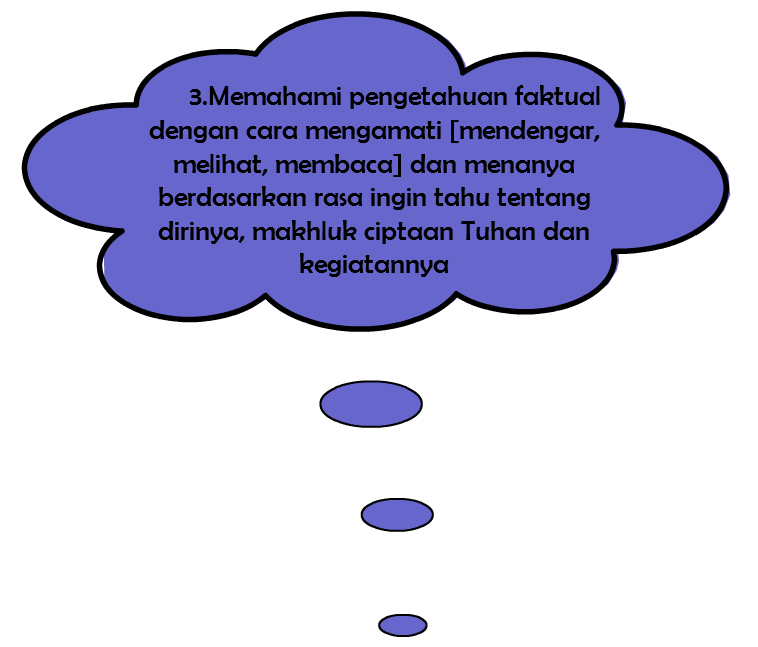 3.Memahami pengetahuan faktual
dengan cara mengamati [mendengar,
melihat, membaca] dan menanya
berdasarkan rasa ingin tahu tentang
dirinya, makhluk ciptaan Tuhan dan
kegiatannya